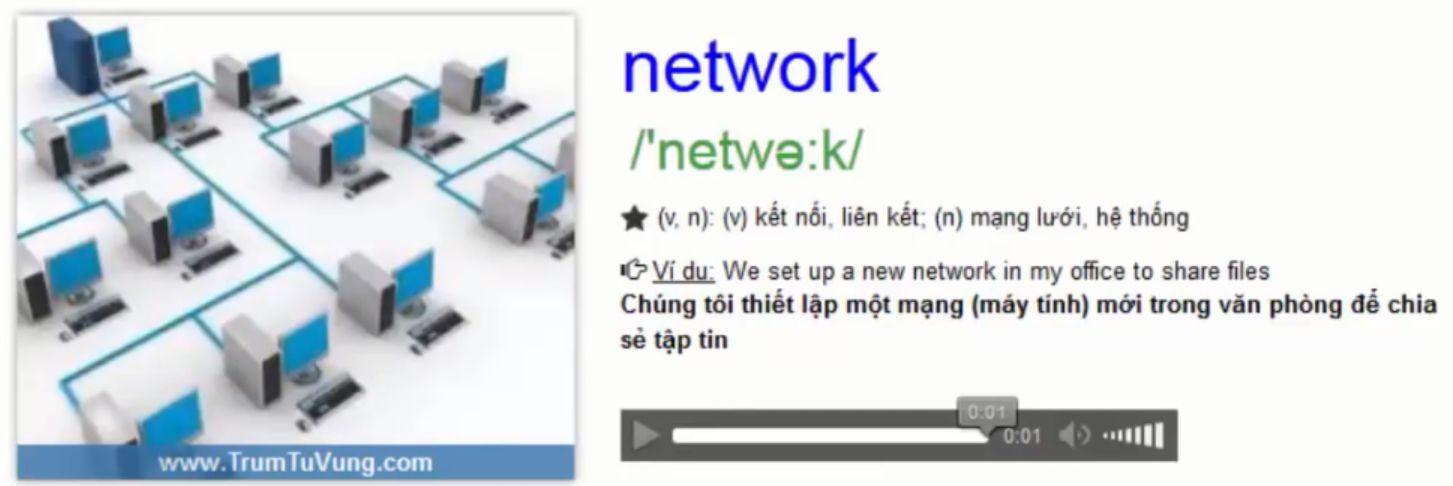 network
/'netwə:k/
★ (v, n): (v) kết nối, liên kết; (n) mạng lưới, hệ thống
Ví du: We set up a new network in my office to share files
Chúng tôi thiết lập một mạng (máy tính) mới trong văn phòng để chia
sẻ tập tin
0:01
0:01
www.TrumTuVung.com